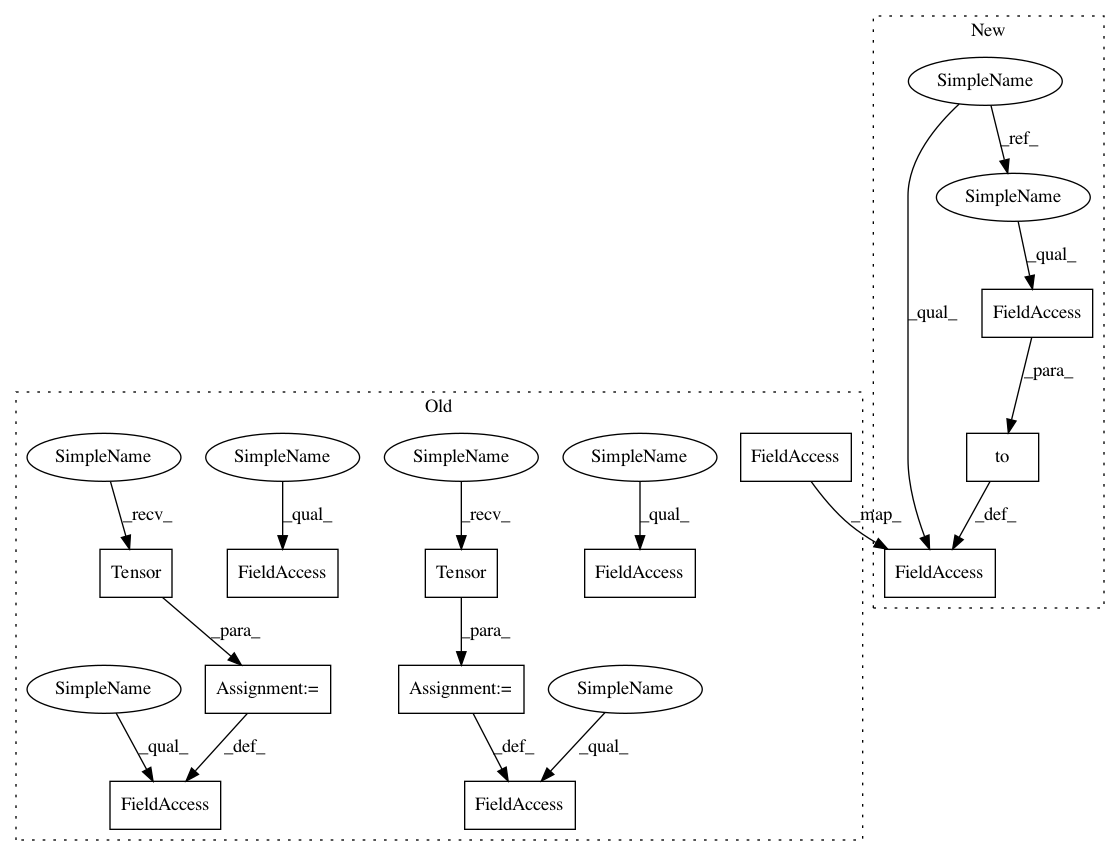 New
SimpleName
_ref_
SimpleName
_qual_
FieldAccess
_qual_
_para_
Old
SimpleName
SimpleName
SimpleName
SimpleName
FieldAccess
to
_recv_
_qual_
_recv_
_qual_
_map_
_def_
Tensor
FieldAccess
Tensor
FieldAccess
FieldAccess
_para_
_para_
SimpleName
Assignment:=
Assignment:=
SimpleName
_qual_
_def_
_def_
_qual_
FieldAccess
FieldAccess